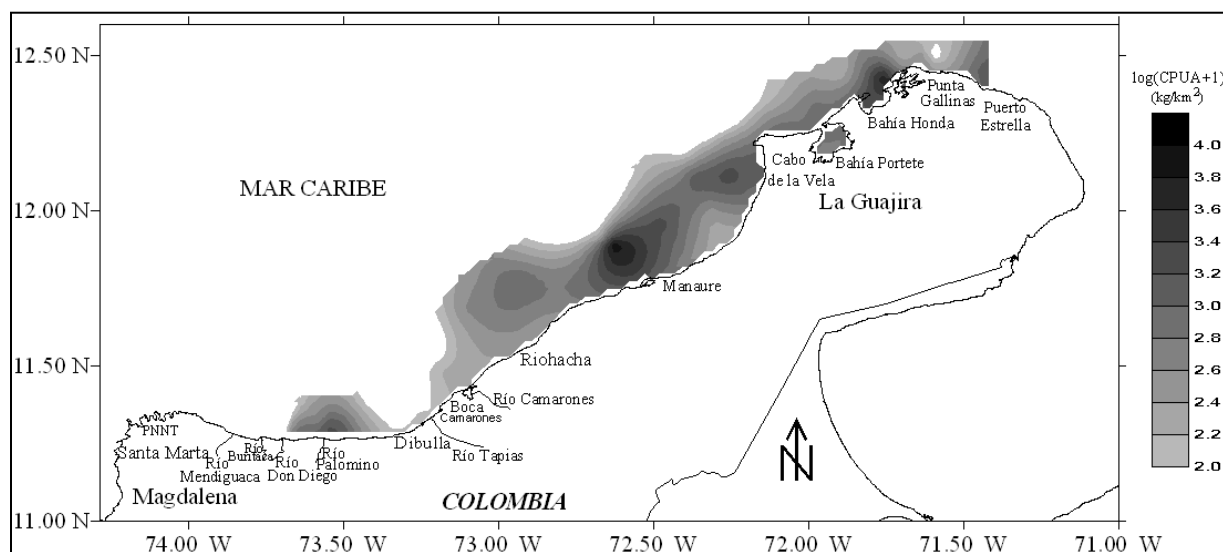 12.50 N
12.00 N
11.50 N
11.00 N
MAR CARIBE
Punta
Gallinas
Puerto
Estrella
Bahía Honda
Cabo
de la Vela
Bahía Portete
La Guajira
Manaure
Riohacha
Río Camarones
Boca
Camarones
Dibulla
Río Tapias
PNNT
Santa Marta
Río
Mendiguaca
Río
Buritaca
Río
Don Diego
Río
Palomino
Magdalena
COLOMBIA
N
74.00 W
73.50 W
73.00 W
72.50 W
72.00 W
71.50 W
71.00 W
log(CPUA+1)
(kg/km²)
4.0
3.8
3.6
3.4
3.2
3.0
2.8
2.6
2.4
2.2
2.0